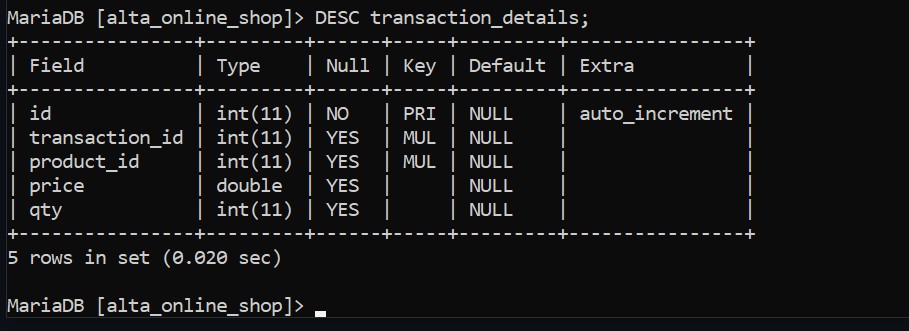 MariaDB [alta_online_shop]> DESC transaction_details;
+----------------+---------+------+-----+---------+----------------+
| Field          | Type    | Null | Key | Default | Extra          |
+----------------+---------+------+-----+---------+----------------+
| id             | int(11) | NO   | PRI | NULL    | auto_increment |
| transaction_id | int(11) | YES  | MUL | NULL    |                |
| product_id     | int(11) | YES  | MUL | NULL    |                |
| price          | double  | YES  |     | NULL    |                |
| qty            | int(11) | YES  |     | NULL    |                |
+----------------+---------+------+-----+---------+----------------+
5 rows in set (0.020 sec)
MariaDB [alta_online_shop]>